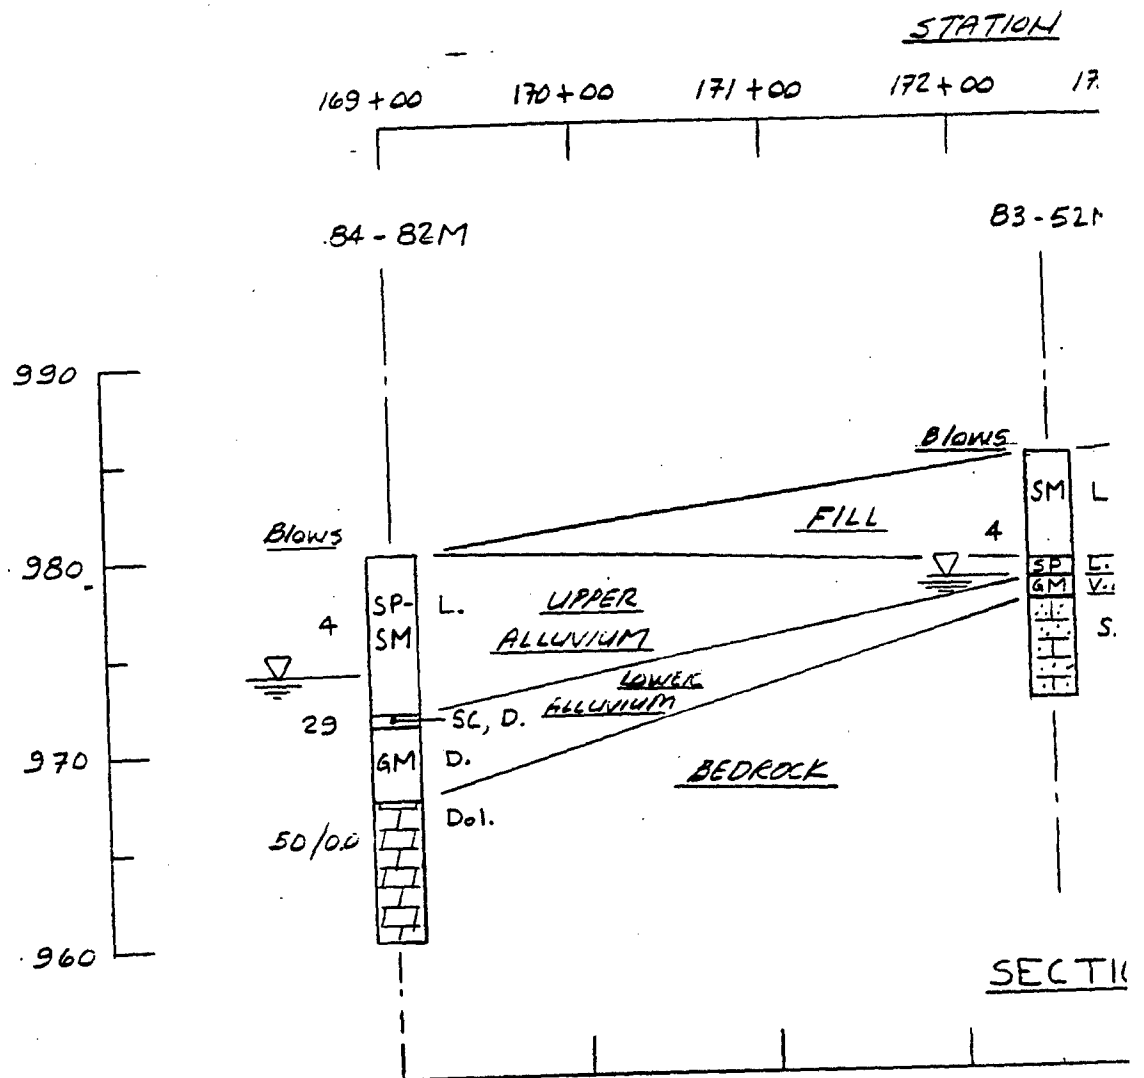 STATION
169+00 170+00 171+00 172+00 17
84-82M
83-52M
990
Blows
SM L
FILL
4
Blows
980
SP L.
GM V.
SP-
SM
L.
4
UPPER
ALLUVIUM
S.
LOWER
ALLUVIUM
SC, D.
29
970
GM D.
BEDROCK
Dol.
50/0.0
960
SECTI